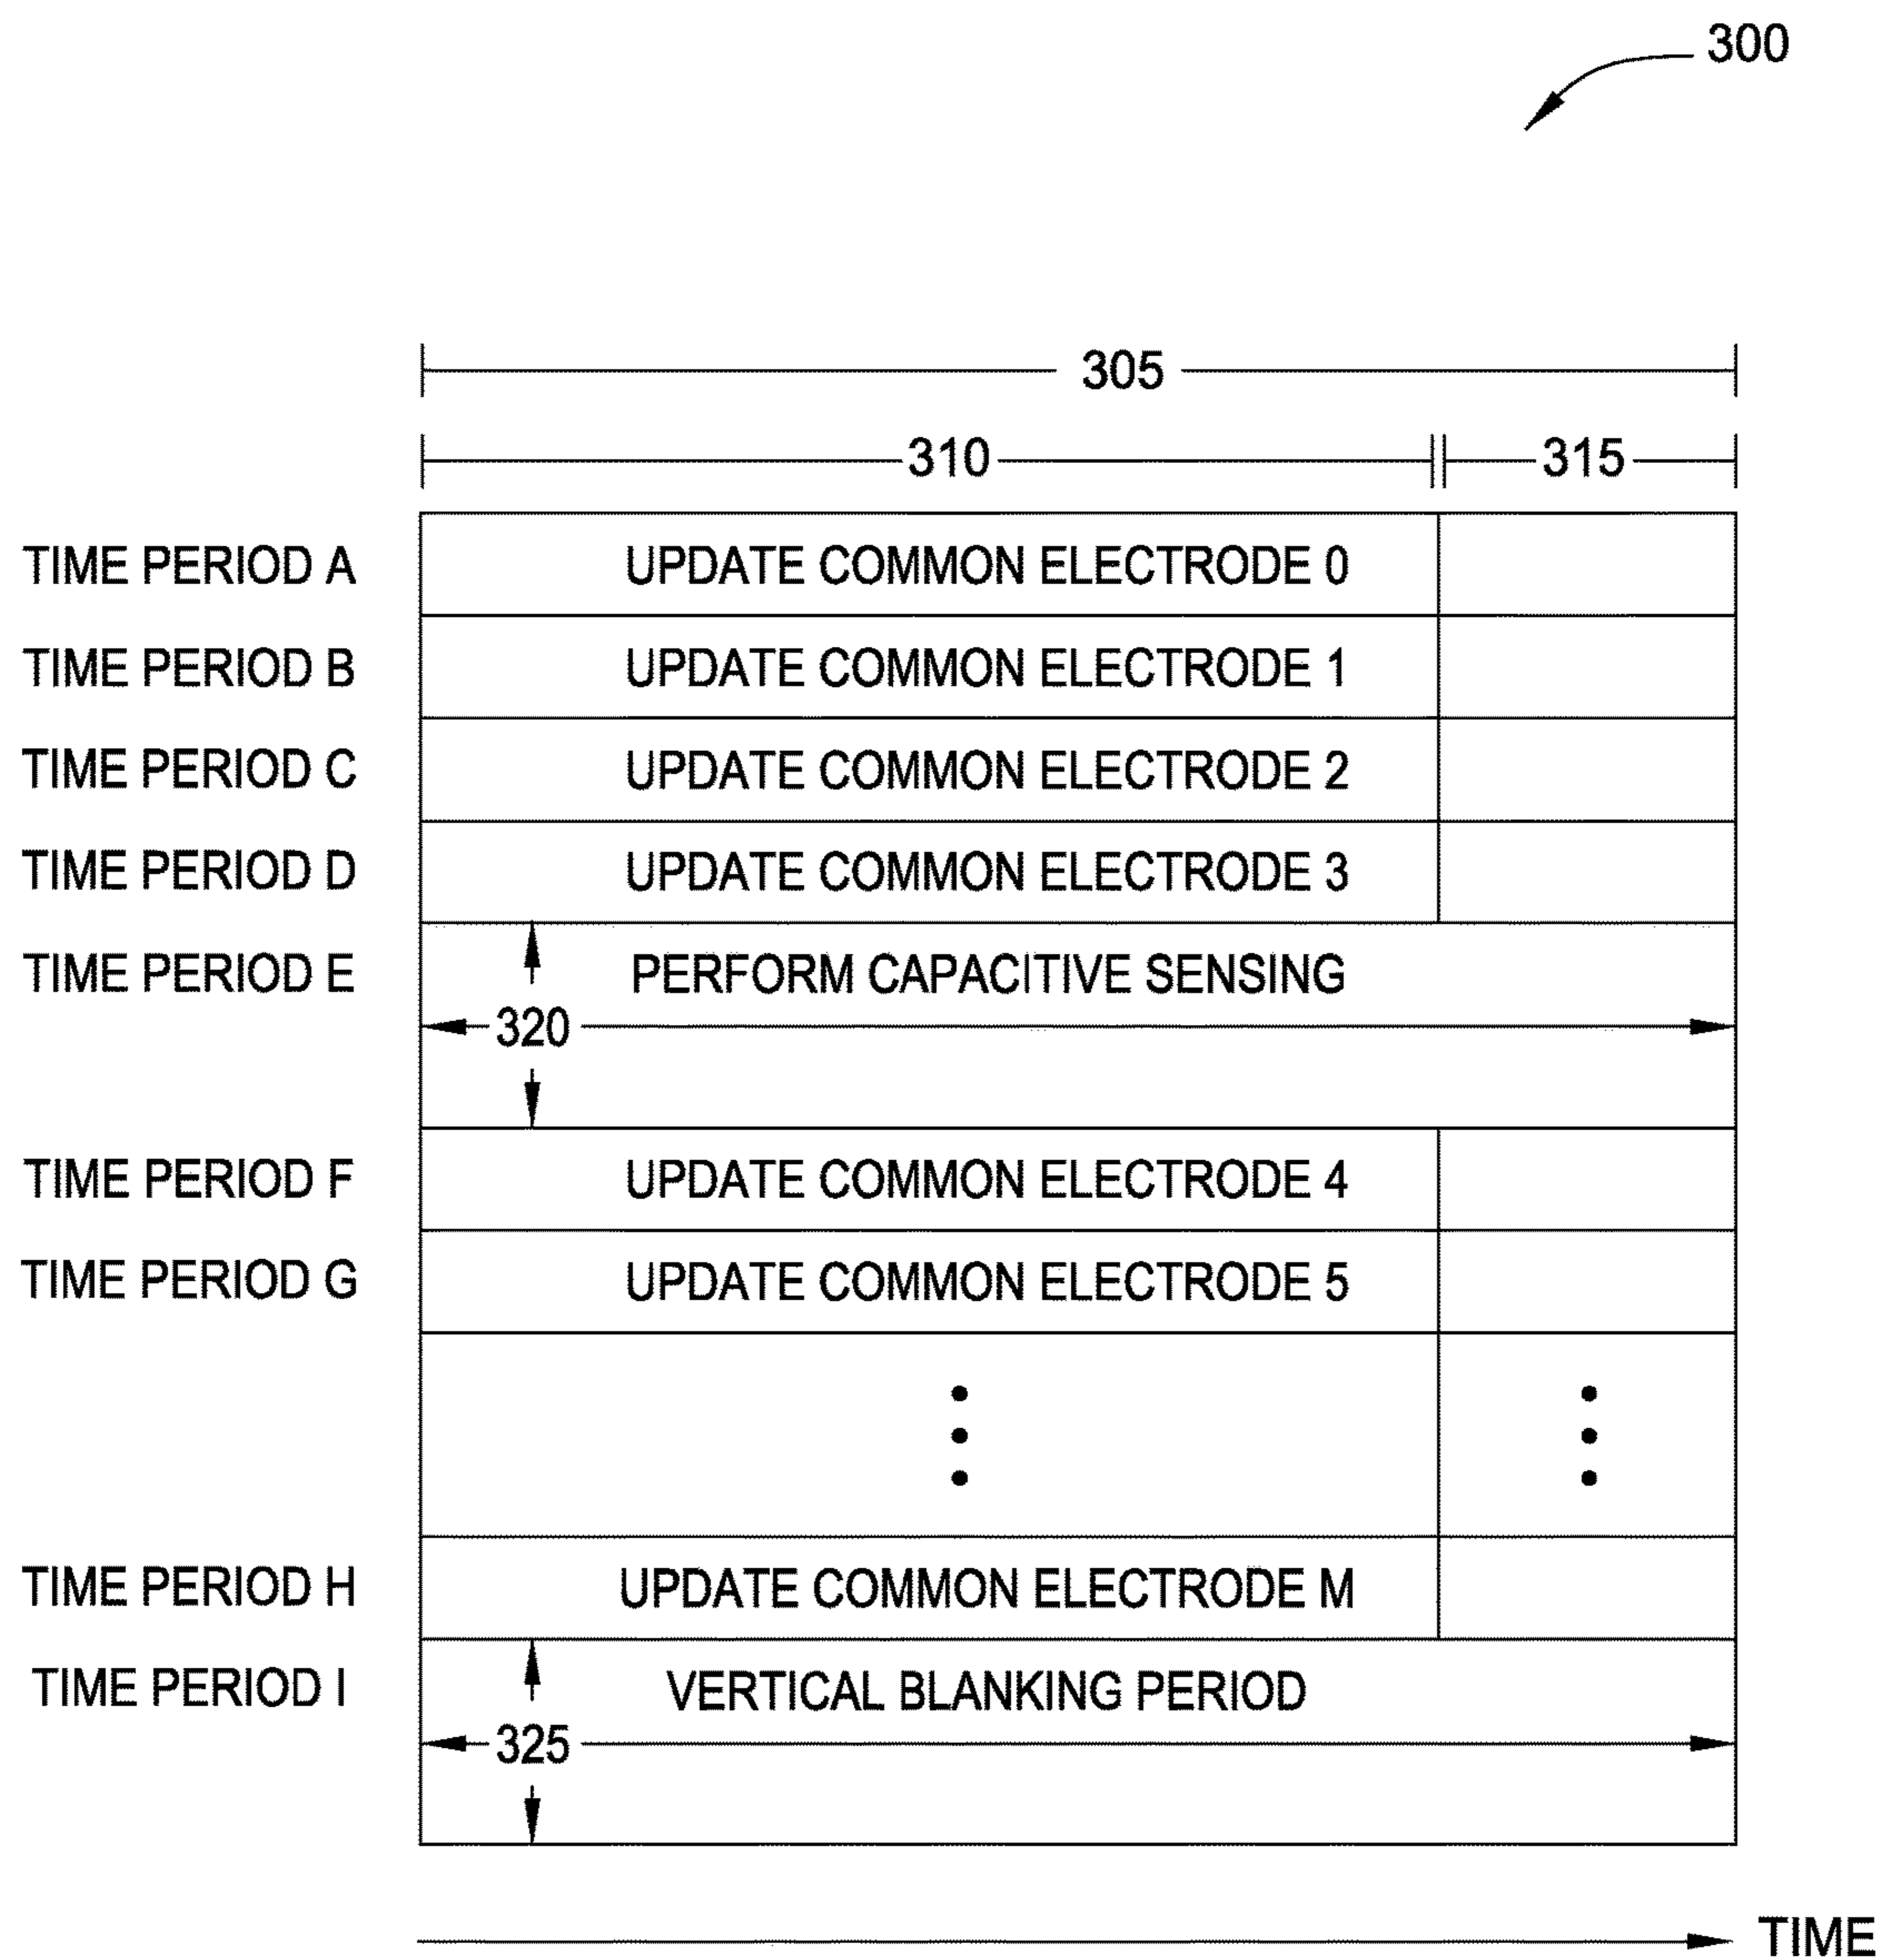 300
305
310 315
TIME PERIOD A UPDATE COMMON ELECTRODE 0
TIME PERIOD B UPDATE COMMON ELECTRODE 1
TIME PERIOD C UPDATE COMMON ELECTRODE 2
TIME PERIOD D UPDATE COMMON ELECTRODE 3
TIME PERIOD E PERFORM CAPACITIVE SENSING
320
TIME PERIOD F UPDATE COMMON ELECTRODE 4
TIME PERIOD G UPDATE COMMON ELECTRODE 5
TIME PERIOD H UPDATE COMMON ELECTRODE M
TIME PERIOD I VERTICAL BLANKING PERIOD
325
TIME